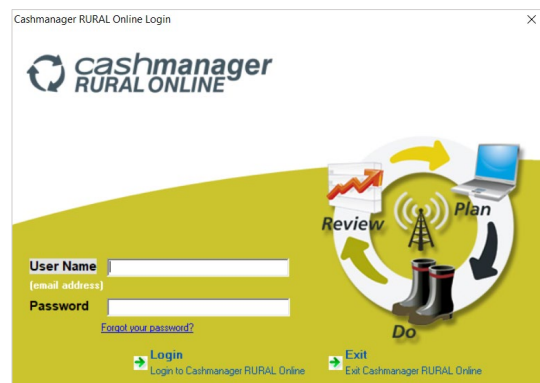 Cashmanager RURAL Online Login
cashmanager
RURAL ONLINE
Review
Plan
Do
User Name
(email address)
Password
Forgot your password?
Login
Login to Cashmanager RURAL Online
Exit
Exit Cashmanager RURAL Online